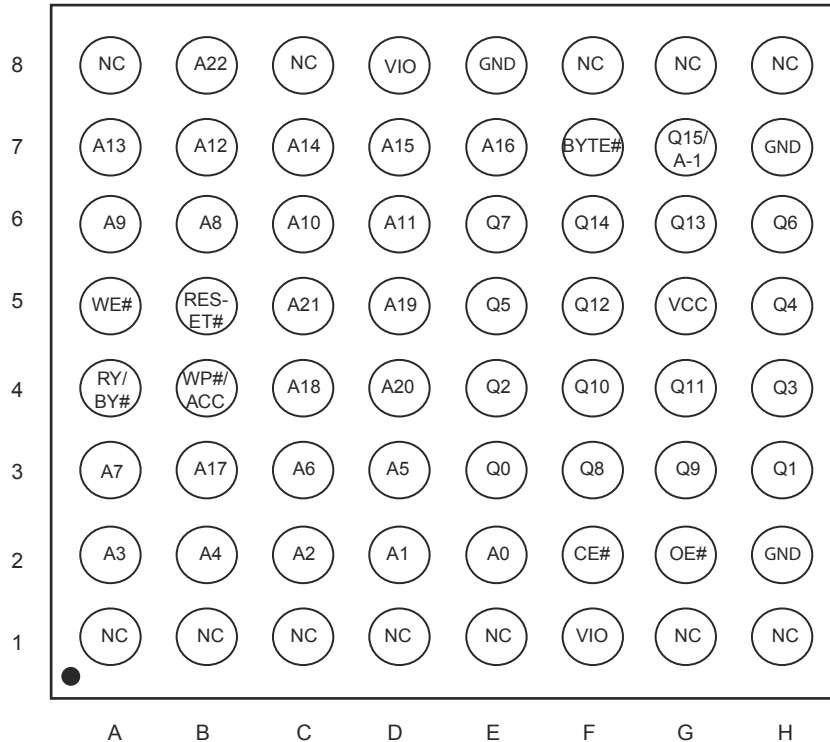 8 NC A22 NC VIO GND NC NC NC
7 A13 A12 A14 A15 A16 BYTE# Q15/
A-1 GND
6 A9 A8 A10 A11 Q7 Q14 Q13 Q6
5 WE# RES-
ET# A21 A19 Q5 Q12 VCC Q4
4 RY/
BY# WP#/
ACC A18 A20 Q2 Q10 Q11 Q3
3 A7 A17 A6 A5 Q0 Q8 Q9 Q1
2 A3 A4 A2 A1 A0 CE# OE# GND
1 NC NC NC NC NC VIO NC NC
A B C D E F G H